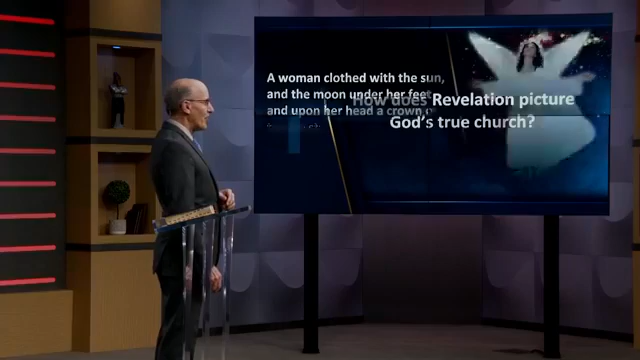 A woman clothed with the sun,
and the moon under her feet
and upon her head a crown
How does Revelation picture
God's true church?